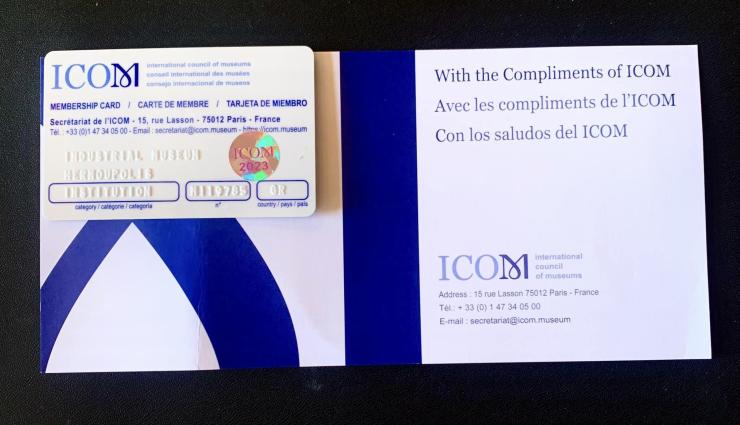 ICOM
international council of museums
conseil international des musées
consejo internacional de museos
MEMBERSHIP CARD / CARTE DE MEMBRE / TARJETA DE MIEMBRO
Secrétariat de l'ICOM - 15, rue Lasson - 75012 Paris - France
Tél.: +33 (0)1 47 34 05 00 - Email : secretariat@icom.museum - https://icom.museum
INDUSTRIAL MUSEUM
HERMOUPOLIS
ICOM
2023
INSTITUTION N119785 GR
category / catégorie / categoria n° country / pays / país
With the Compliments of ICOM
Avec les compliments de l'ICOM
Con los saludos del ICOM
ICOM
international
council
of museums
Address : 15 rue Lasson 75012 Paris - France
Tél.: + 33 (0) 1 47 34 05 00
E-mail : secretariat@icom.museum